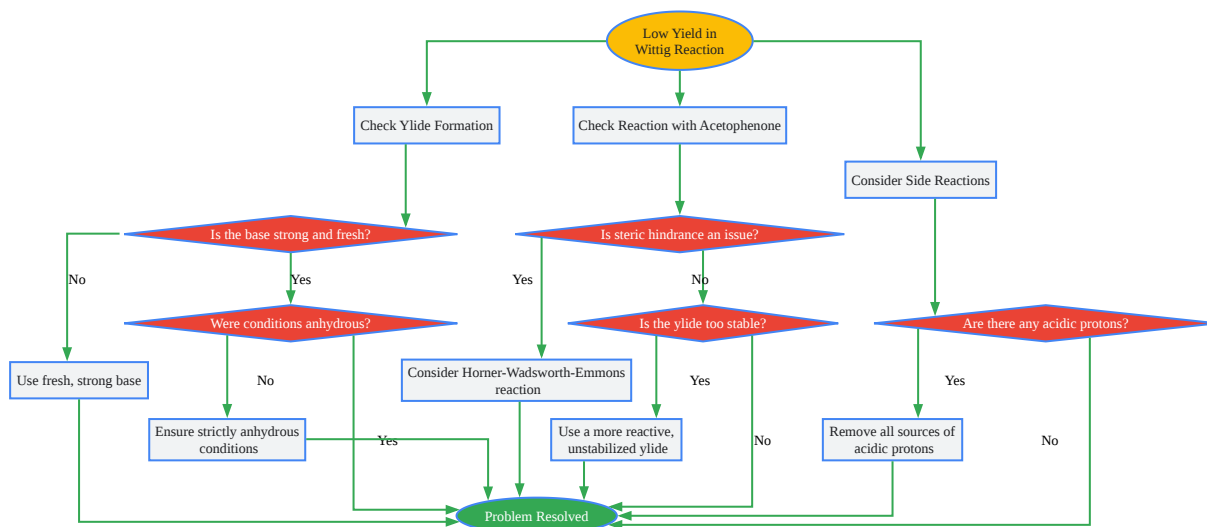 Low Yield in
Wittig Reaction
Check Ylide Formation
Check Reaction with Acetophenone
Consider Side Reactions
Is the base strong and fresh?
Is steric hindrance an issue?
No
Yes
Yes
No
Were conditions anhydrous?
Is the ylide too stable?
Are there any acidic protons?
Use fresh, strong base
No
Consider Horner-Wadsworth-Emmons
reaction
Yes
Yes
Ensure strictly anhydrous
conditions
Yes
Use a more reactive,
unstabilized ylide
No
Remove all sources of
acidic protons
No
Problem Resolved